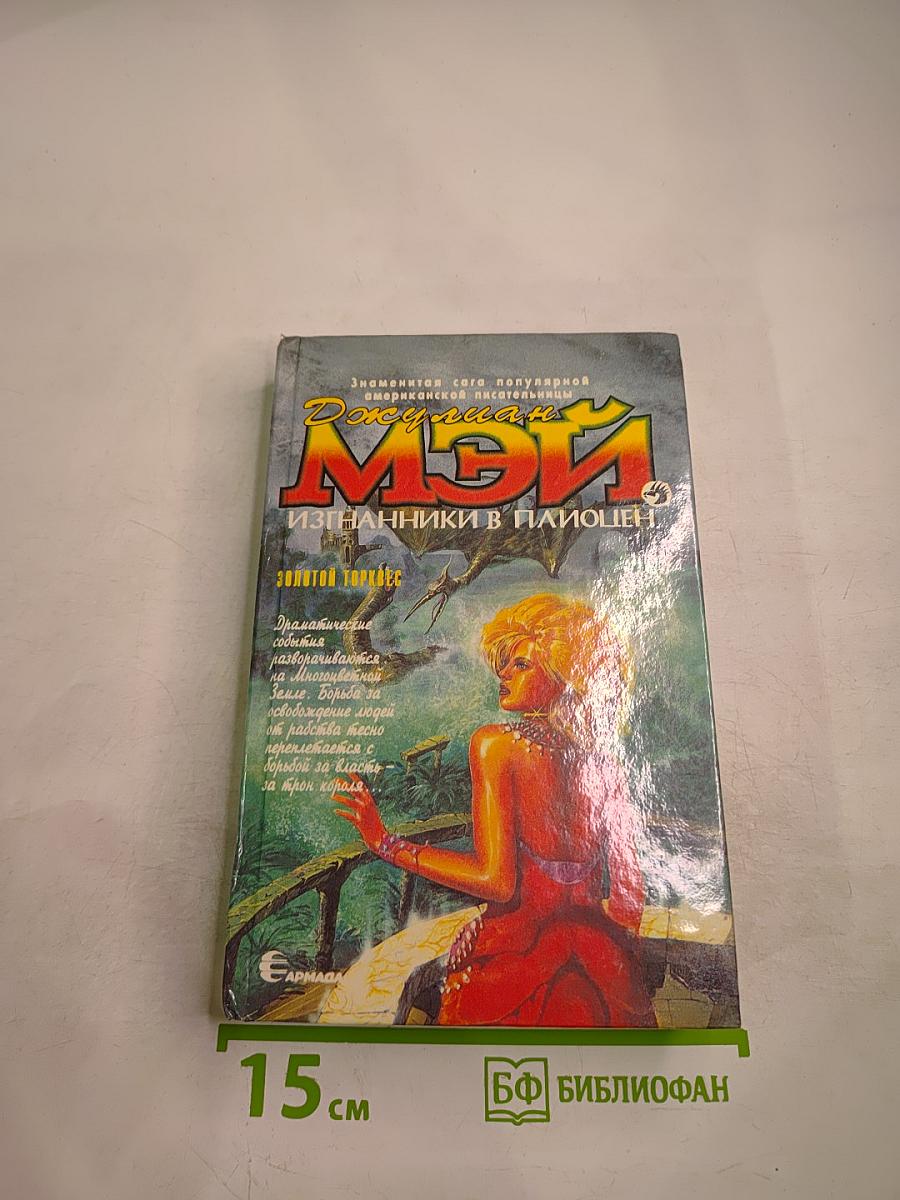 Знаменитая сага популярной
американской писательницы
Джулиан
МЭЙ
ИЗГНАННИКИ В ПЛИОЦЕН
ЗОЛОТОЙ ТОРКВЕС
Драматические
события
разворачиваются
на Многоцветной
Земле. Борьба за
освобождение людей
от рабства тесно
переплетается с
борьбой за власть –
за трон короля...
АРМАДА
15 см
БФ БИБЛИОФАН